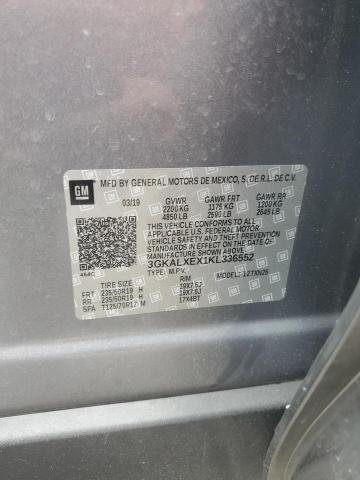 GM
MFD BY GENERAL MOTORS DE MEXICO, S. DE R.L. DE C.V.
03/19 GVWR GAWR FRT GAWR RR
2200 KG 1175 KG 1200 KG
4850 LB 2590 LB 2645 LB
THIS VEHICLE CONFORMS TO ALL
APPLICABLE U.S. FEDERAL MOTOR VEHICLE
SAFETY, BUMPER, AND THEFT
PREVENTION STANDARDS IN EFFECT ON
THE DATE OF MANUFACTURE SHOWN ABOVE.
3GKALXEX1KL336552
TYPE: M.P.V. MODEL: 12TXN26
TIRE SIZE RIM
FRT 235/50R19 H 19X7.5J
RR 235/50R19 H 19X7.5J
SPA T125/70R17 M 17X4BT